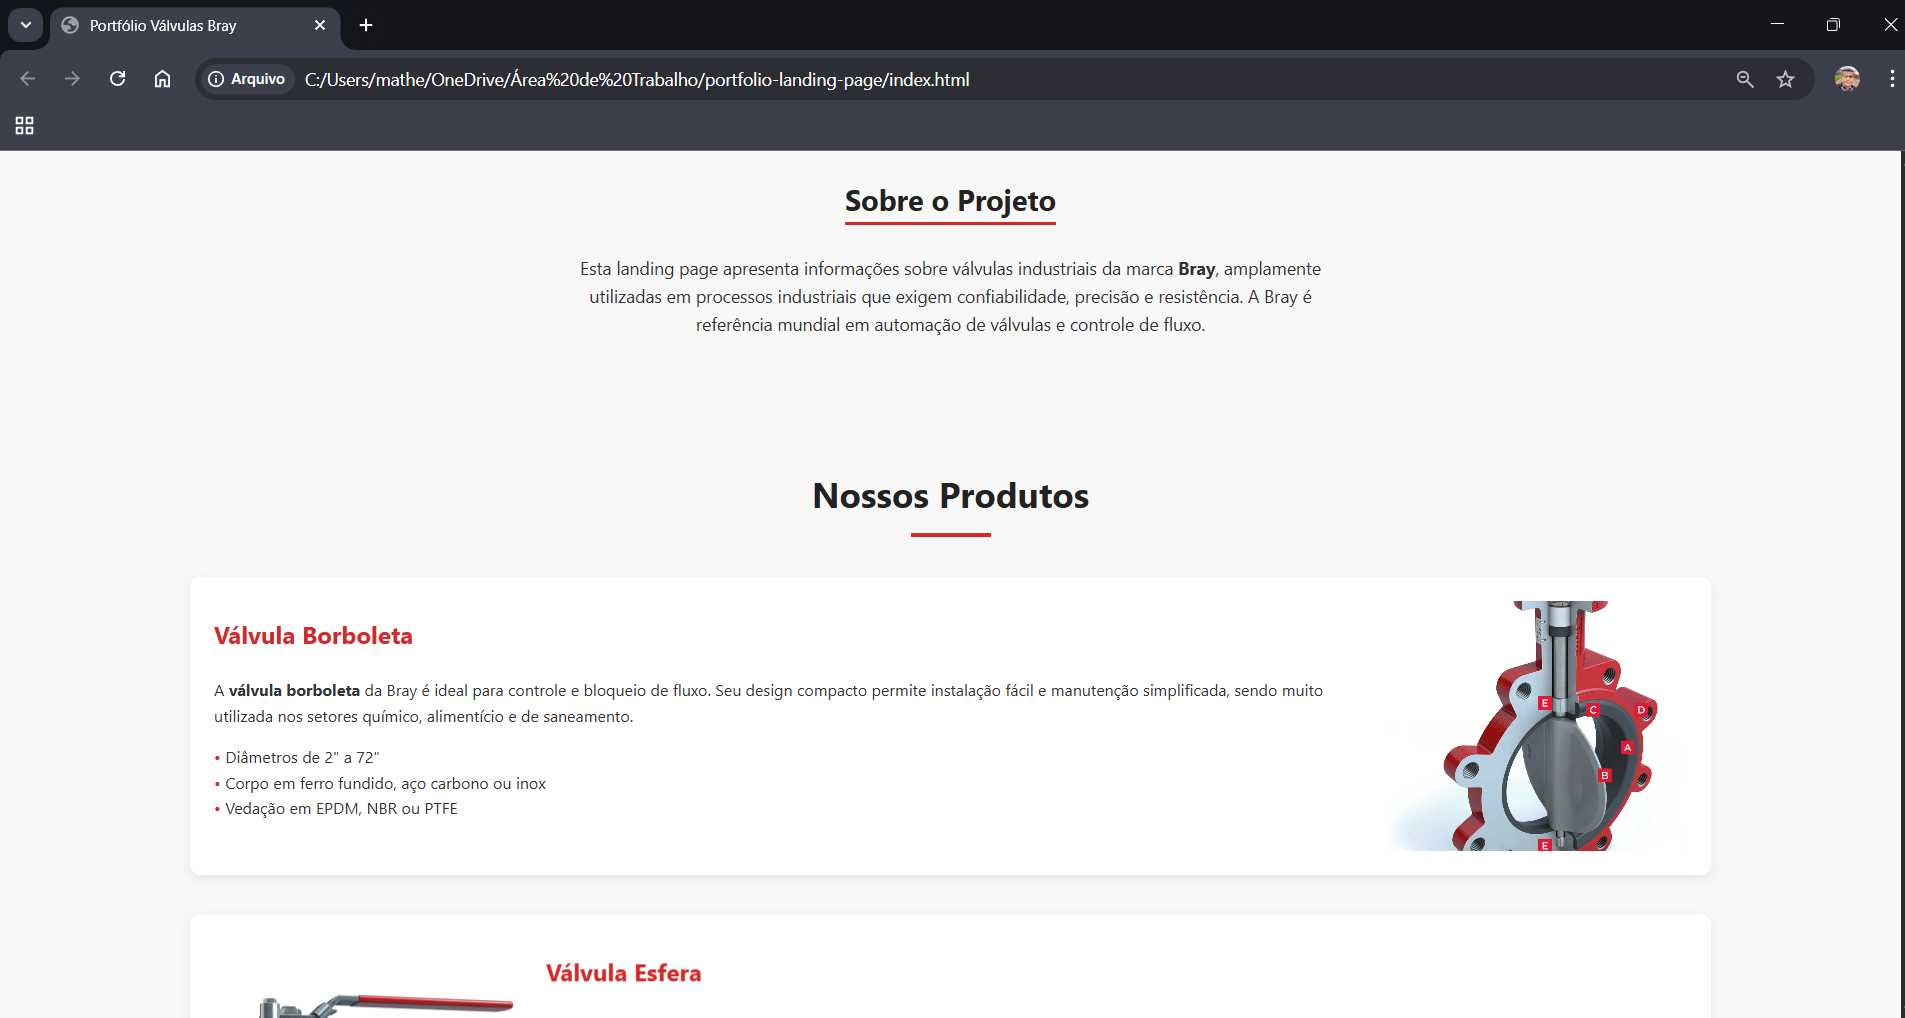 Portfólio Válvulas Bray
Arquivo
C:/Users/mathe/OneDrive/Área%20de%20Trabalho/portfolio-landing-page/index.html
Sobre o Projeto
Esta landing page apresenta informações sobre válvulas industriais da marca Bray, amplamente
utilizadas em processos industriais que exigem confiabilidade, precisão e resistência. A Bray é
referência mundial em automação de válvulas e controle de fluxo.
Nossos Produtos
Válvula Borboleta
A válvula borboleta da Bray é ideal para controle e bloqueio de fluxo. Seu design compacto permite instalação fácil e manutenção simplificada, sendo muito
utilizada nos setores químico, alimentício e de saneamento.
• Diâmetros de 2" a 72"
• Corpo em ferro fundido, aço carbono ou inox
• Vedação em EPDM, NBR ou PTFE
E
C
D
A
B
E
Válvula Esfera